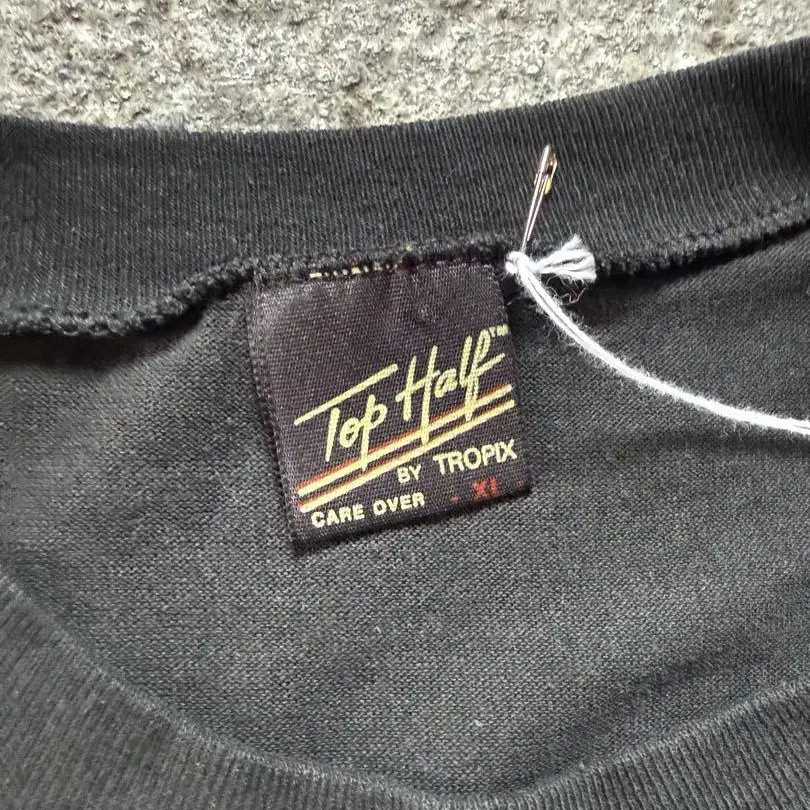 Top Half™
BY TROPIX
CARE OVER - XL -